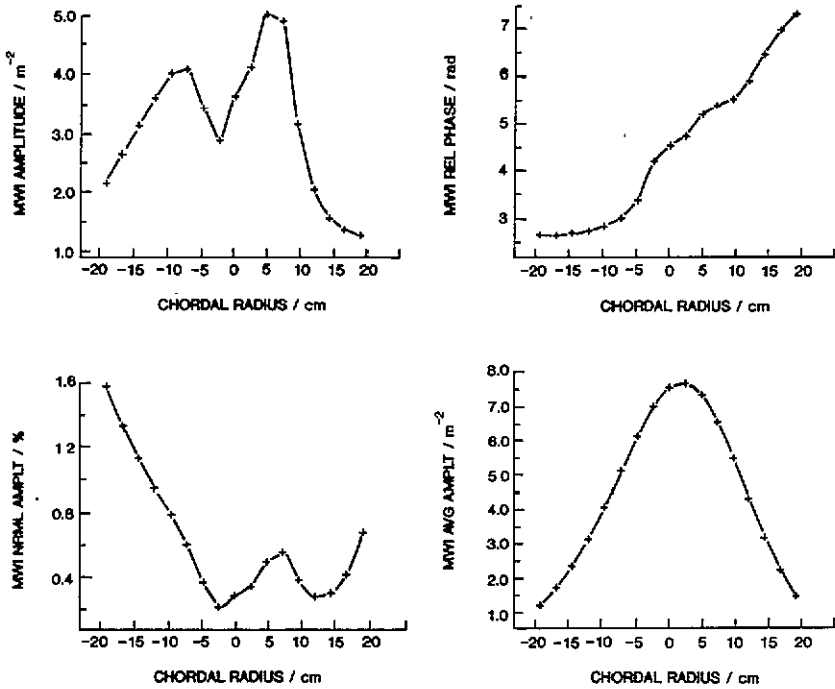 MWI AMPLITUDE / m⁻²
5.0
4.0
3.0
2.0
1.0
-20 -15 -10 -5 0 5 10 15 20
CHORDAL RADIUS / cm
MWI REL PHASE / rad
7
6
5
4
3
-20 -15 -10 -5 0 5 10 15 20
CHORDAL RADIUS / cm
MWI NRML AMPLT / %
1.6
1.2
0.8
0.4
-20 -15 -10 -5 0 5 10 15 20
CHORDAL RADIUS / cm
MWI AVG AMPLT / m⁻²
8.0
7.0
6.0
5.0
4.0
3.0
2.0
1.0
-20 -15 -10 -5 0 5 10 15 20
CHORDAL RADIUS / cm